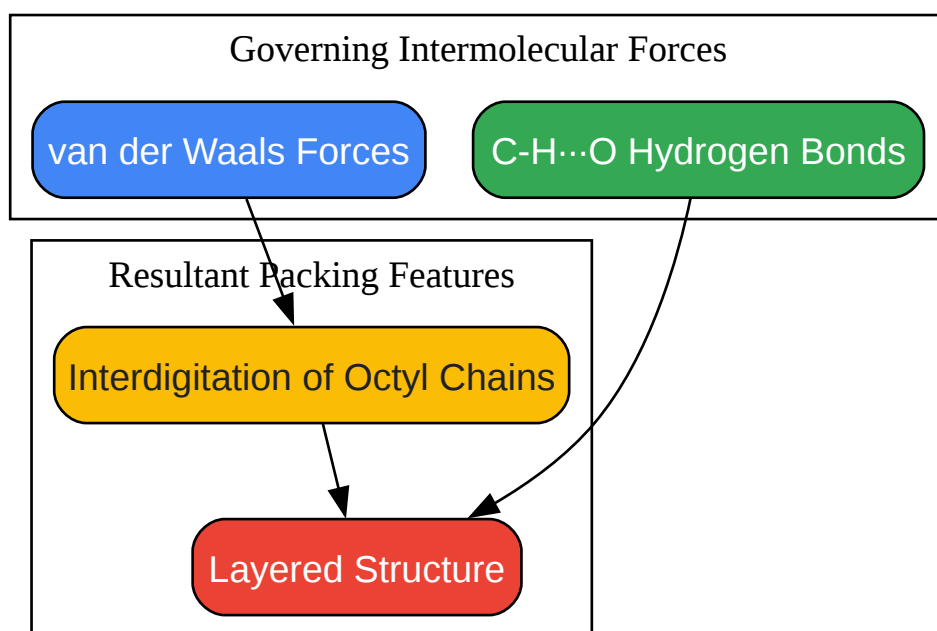 Governing Intermolecular Forces
van der Waals Forces
C-H···O Hydrogen Bonds
Resultant Packing Features
Interdigitation of Octyl Chains
Layered Structure